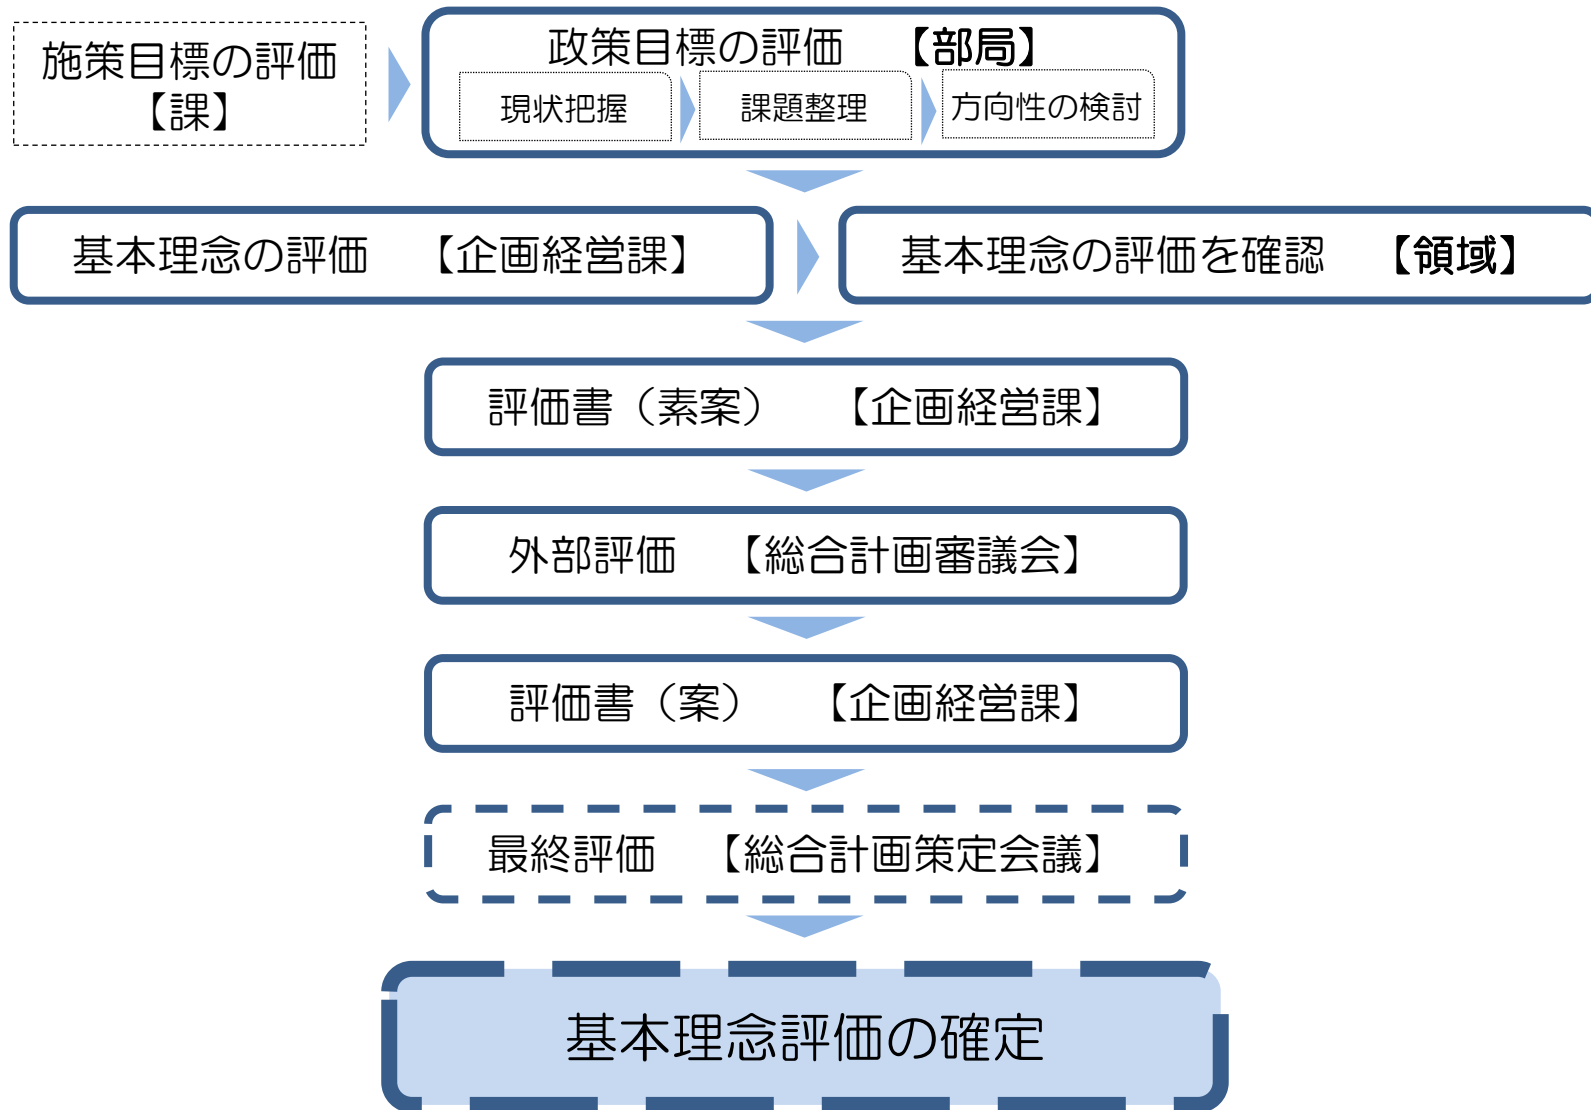 施策目標の評価
【課】
政策目標の評価　【部局】
現状把握
課題整理
方向性の検討
基本理念の評価　【企画経営課】
基本理念の評価を確認　【領域】
評価書（素案）　【企画経営課】
外部評価　【総合計画審議会】
評価書（案）　【企画経営課】
最終評価　【総合計画策定会議】
基本理念評価の確定